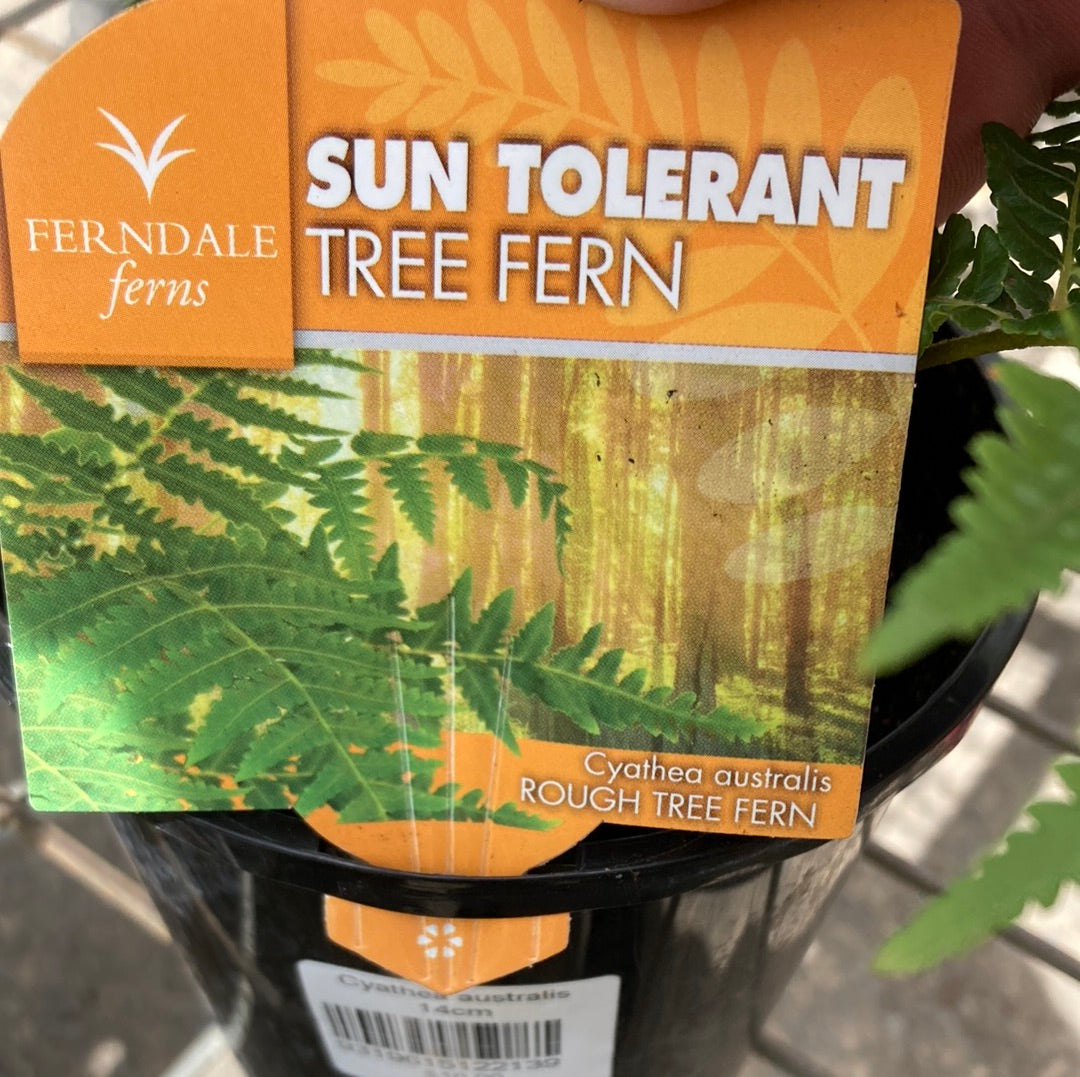 FERNDALE
ferns
SUN TOLERANT
TREE FERN
Cyathea australis
ROUGH TREE FERN
Cyathea australis
14cm